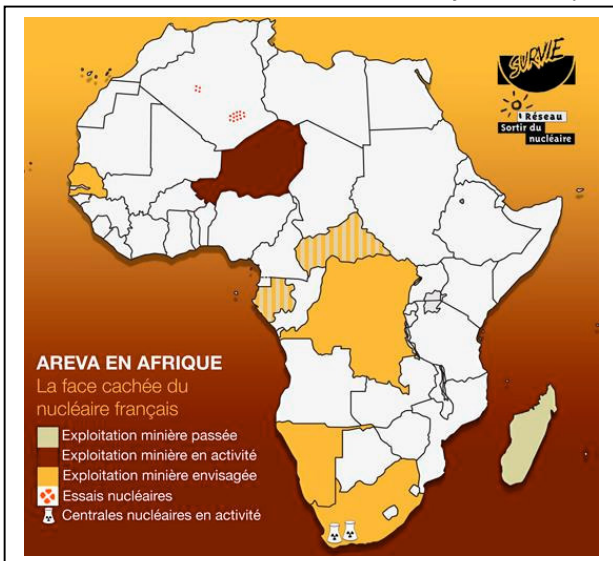 SURVIE
Réseau
Sortir du
nucléaire
AREVA EN AFRIQUE
La face cachée du
nucléaire français
Exploitation minière passée
Exploitation minière en activité
Exploitation minière envisagée
Essais nucléaires
Centrales nucléaires en activité